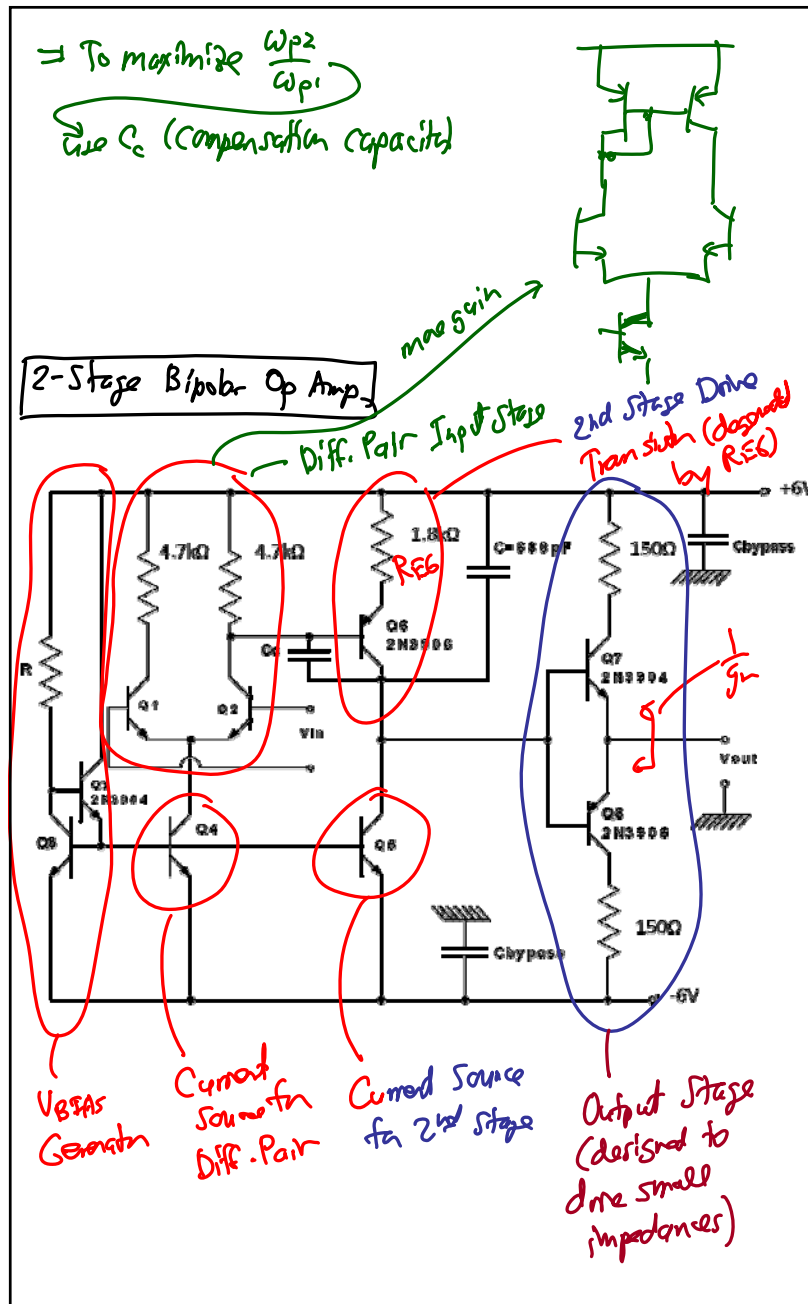 ⇒ To maximize ωp2/ωp1
use Cc (Compensation Capacitor)
more gain
2-Stage Bipolar Op Amp
Diff. Pair Input Stage
2nd Stage Drive
Transistor (degenerated
by RE6)
+6V
4.7kΩ
4.7kΩ
1.8kΩ
RE6
150Ω
Cbypass
Q6
2N3906
Cc
R
Q1
Q2
Vin
Q7
2N3904
1/gm
Vout
2N3904
Q3
Q4
Q5
Q8
2N3906
150Ω
Cbypass
-6V
VBIAS
Generator
Current
Source for
Diff. Pair
Current Source
for 2nd Stage
Output Stage
(designed to
drive small
impedances)